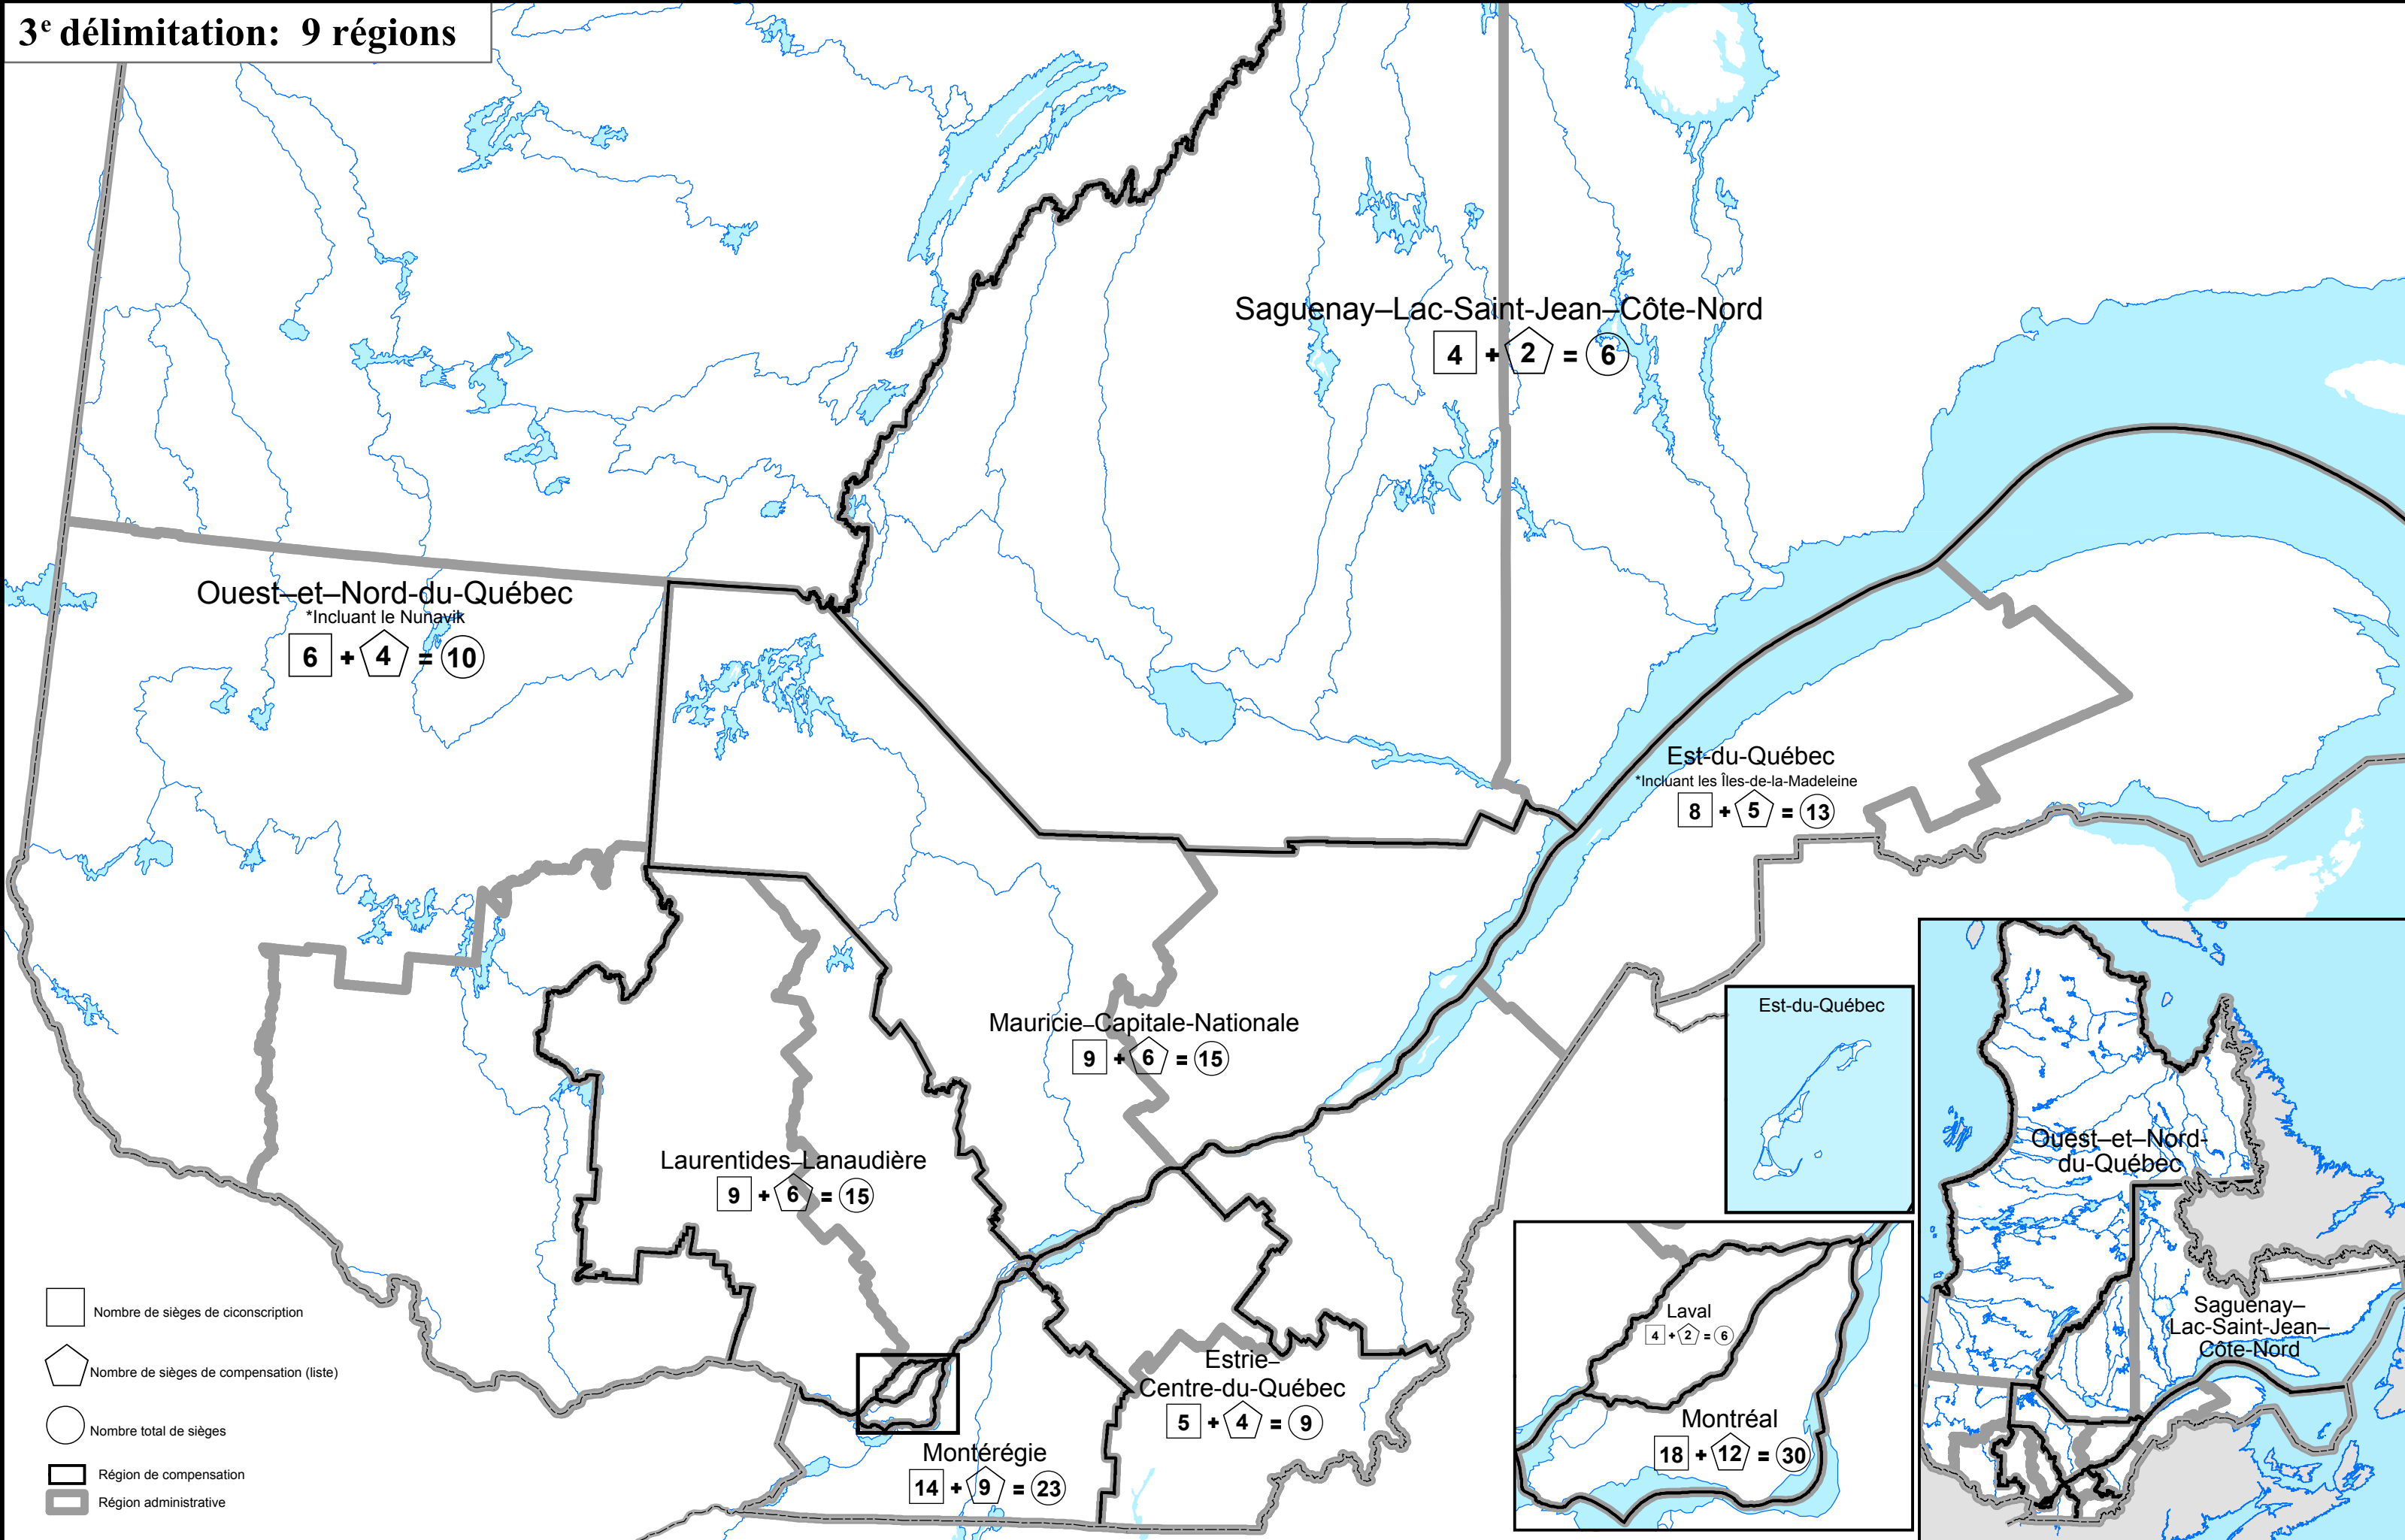 3e délimitation: 9 régions
Saguenay–Lac-Saint-Jean–Côte-Nord
4 + 2 = 6
Ouest–et–Nord-du-Québec
*Incluant le Nunavik
6 + 4 = 10
Est-du-Québec
*Incluant les Îles-de-la-Madeleine
8 + 5 = 13
Mauricie–Capitale-Nationale
9 + 6 = 15
Laurentides–Lanaudière
9 + 6 = 15
Estrie–
Centre-du-Québec
5 + 4 = 9
Montérégie
14 + 9 = 23
Est-du-Québec
Laval
4 + 2 = 6
Montréal
18 + 12 = 30
Ouest–et–Nord-
du-Québec
Saguenay–
Lac-Saint-Jean–
Côte-Nord
Nombre de sièges de ciconscription
Nombre de sièges de compensation (liste)
Nombre total de sièges
Région de compensation
Région administrative